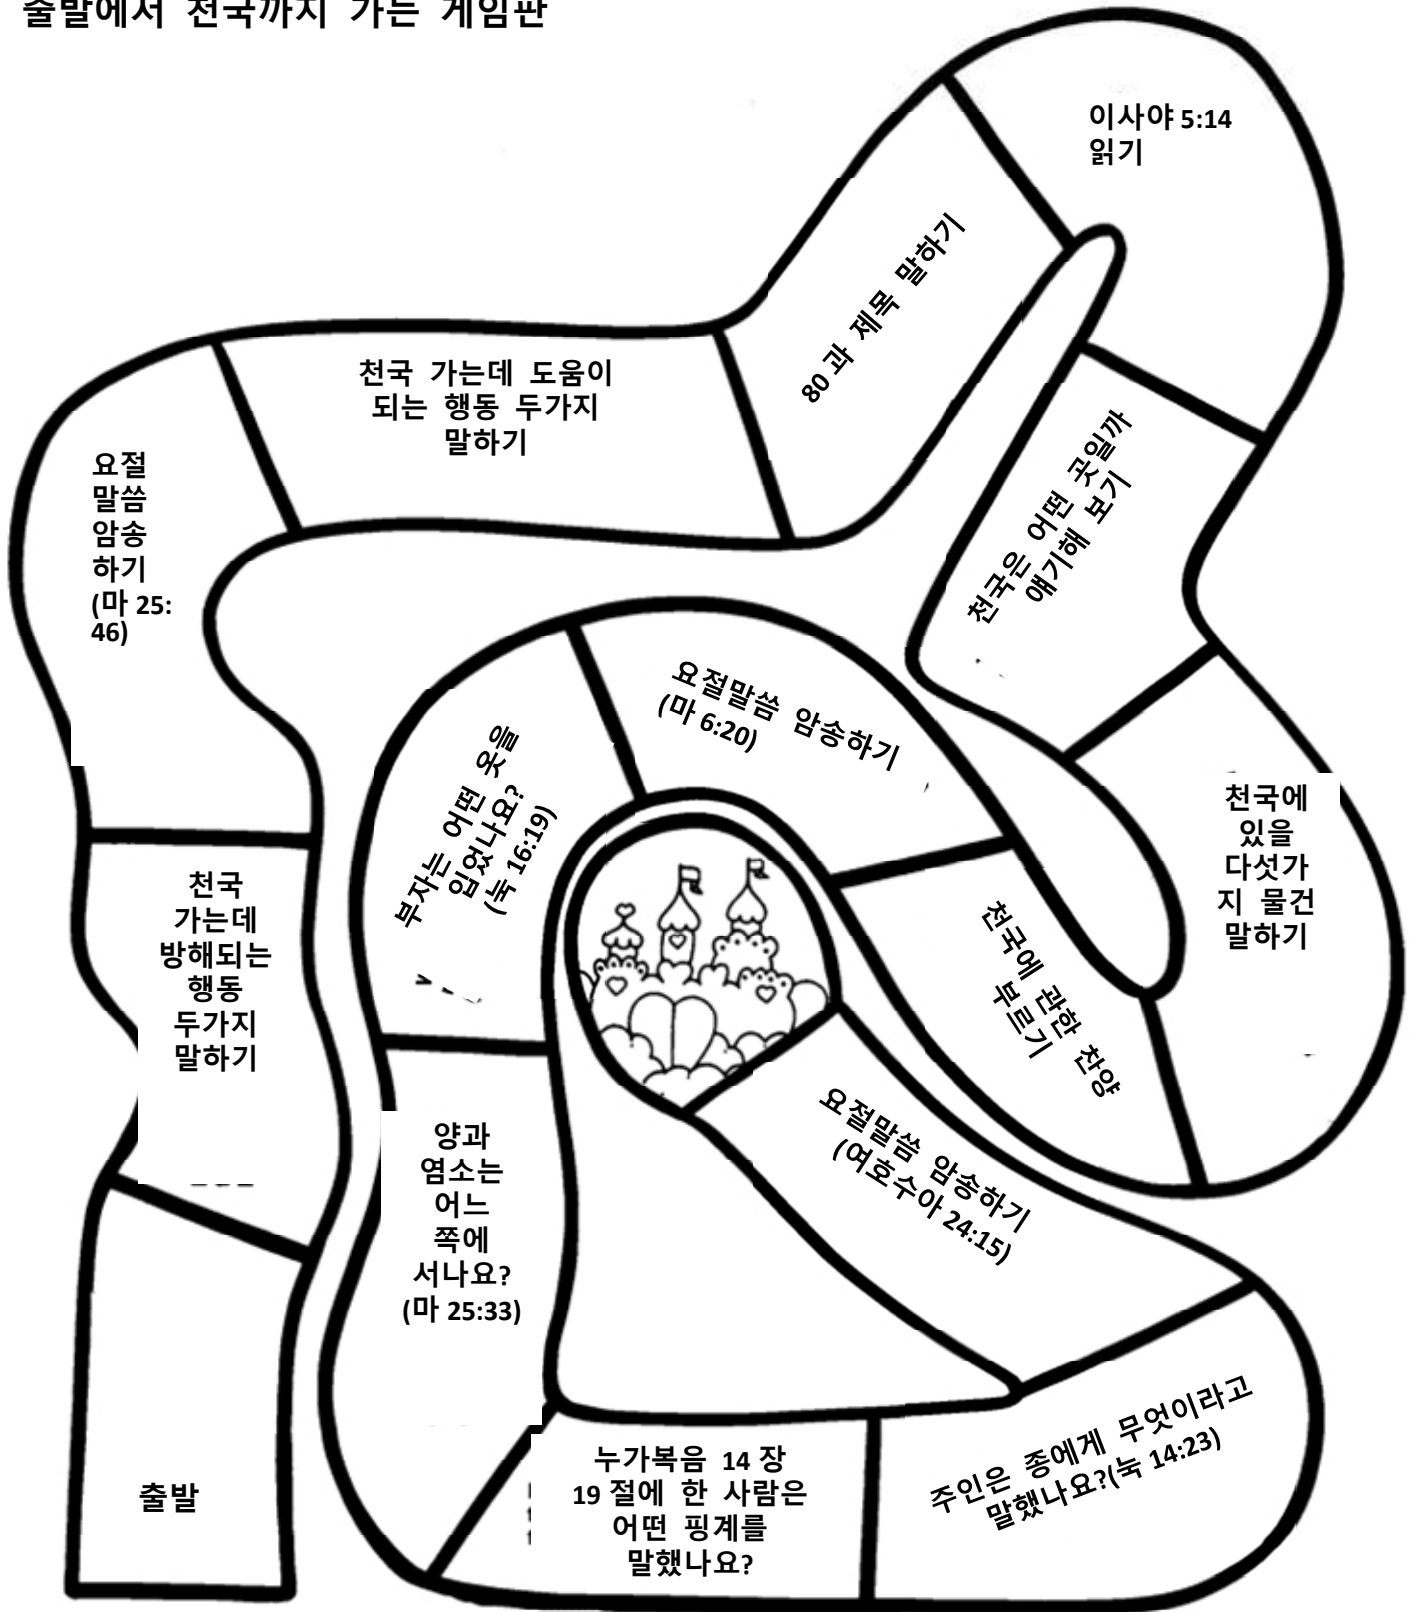 출발에서 천국까지 가는 게임판
출발
천국
가는데
방해되는
행동
두가지
말하기
요절
말씀
암송
하기
(마 25:
46)
천국 가는데 도움이
되는 행동 두가지
말하기
80 과 제목 말하기
이사야 5:14
읽기
천국은 어떤 곳일까
얘기해 보기
천국에
있을
다섯가
지 물건
말하기
천국에 관한 찬양
부르기
요절말씀 암송하기
(마 6:20)
부자는 어떤 옷을
입었나요?
(눅 16:19)
양과
염소는
어느
쪽에
서나요?
(마 25:33)
누가복음 14 장
19 절에 한 사람은
어떤 핑계를
말했나요?
주인은 종에게 무엇이라고
말했나요?(눅 14:23)
요절말씀 암송하기
(여호수아 24:15)